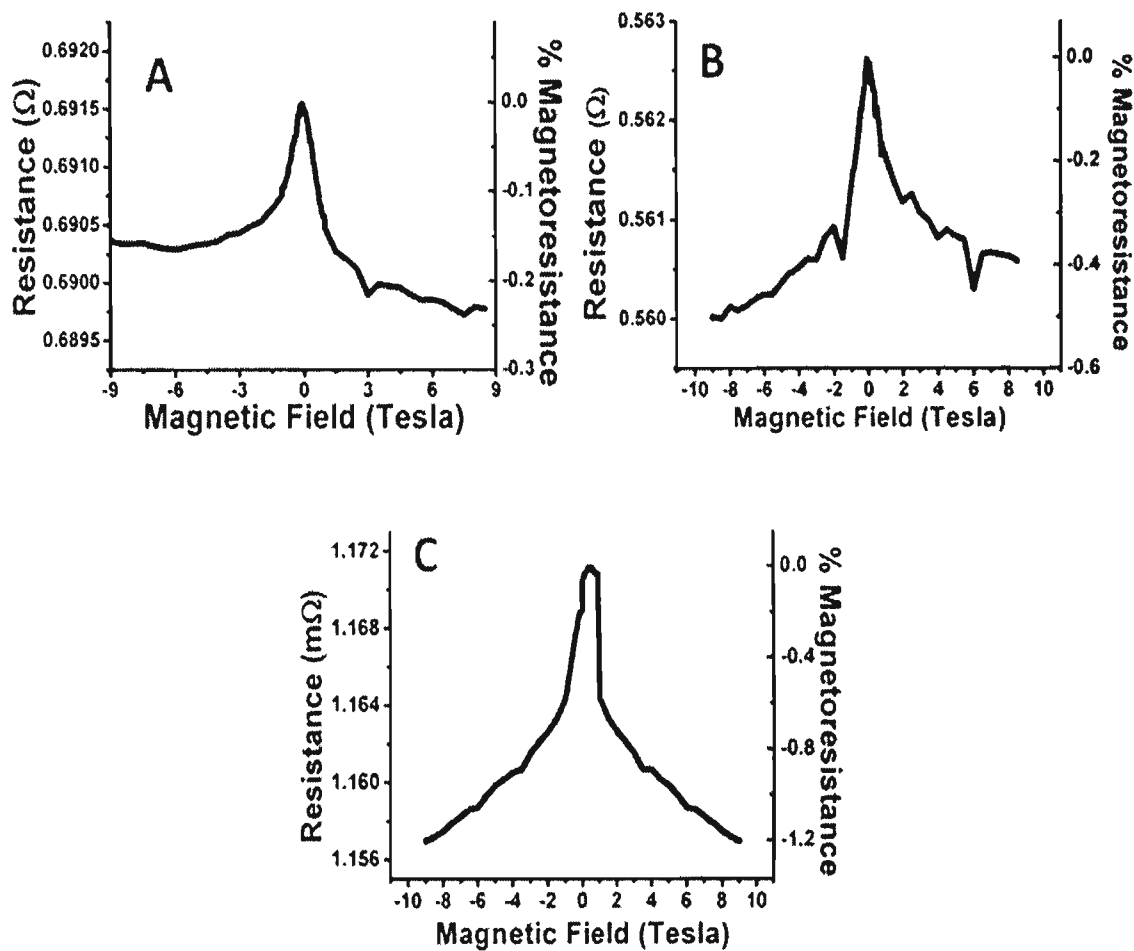 A
Resistance (Ω)
0.6920
0.6915
0.6910
0.6905
0.6900
0.6895
% Magnetoresistance
0.0
-0.1
-0.2
-0.3
-9 -6 -3 0 3 6 9
Magnetic Field (Tesla)
B
Resistance (Ω)
0.563
0.562
0.561
0.560
% Magnetoresistance
0.0
-0.2
-0.4
-0.6
-10 -8 -6 -4 -2 0 2 4 6 8 10
Magnetic Field (Tesla)
C
Resistance (mΩ)
1.172
1.168
1.164
1.160
1.156
% Magnetoresistance
0.0
-0.4
-0.8
-1.2
-10 -8 -6 -4 -2 0 2 4 6 8 10
Magnetic Field (Tesla)